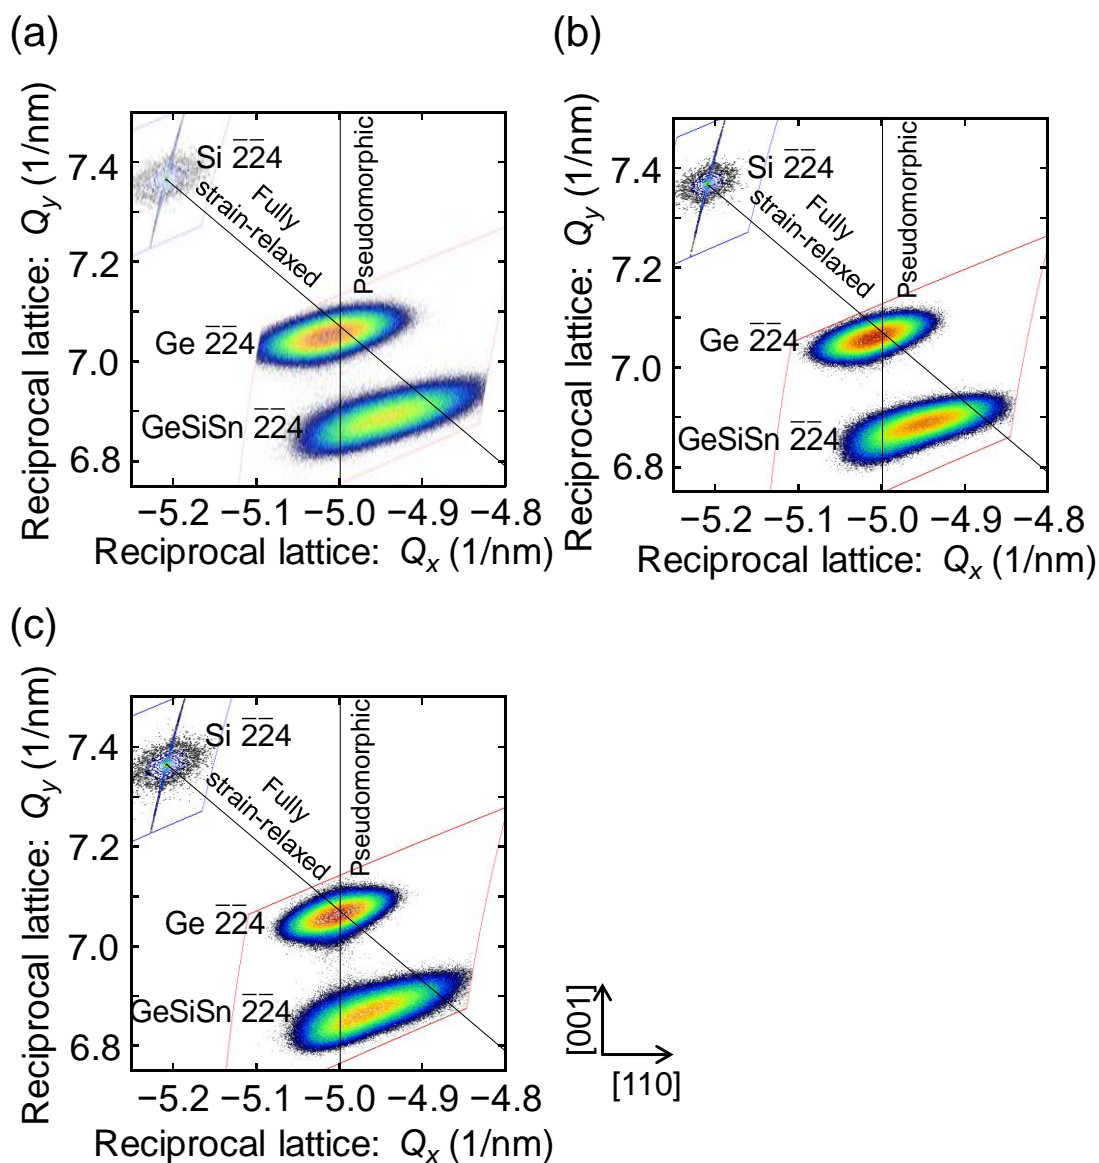 (a)
Reciprocal lattice: Qy (1/nm)
7.4
7.2
7.0
6.8
Si 2̅2̅4
Fully
strain-relaxed
Pseudomorphic
Ge 2̅2̅4
GeSiSn 2̅2̅4
−5.2 −5.1 −5.0 −4.9 −4.8
Reciprocal lattice: Qx (1/nm)
(b)
Reciprocal lattice: Qy (1/nm)
7.4
7.2
7.0
6.8
Si 2̅2̅4
Fully
strain-relaxed
Pseudomorphic
Ge 2̅2̅4
GeSiSn 2̅2̅4
−5.2 −5.1 −5.0 −4.9 −4.8
Reciprocal lattice: Qx (1/nm)
(c)
Reciprocal lattice: Qy (1/nm)
7.4
7.2
7.0
6.8
Si 2̅2̅4
Fully
strain-relaxed
Pseudomorphic
Ge 2̅2̅4
GeSiSn 2̅2̅4
−5.2 −5.1 −5.0 −4.9 −4.8
Reciprocal lattice: Qx (1/nm)
[001]
[110]